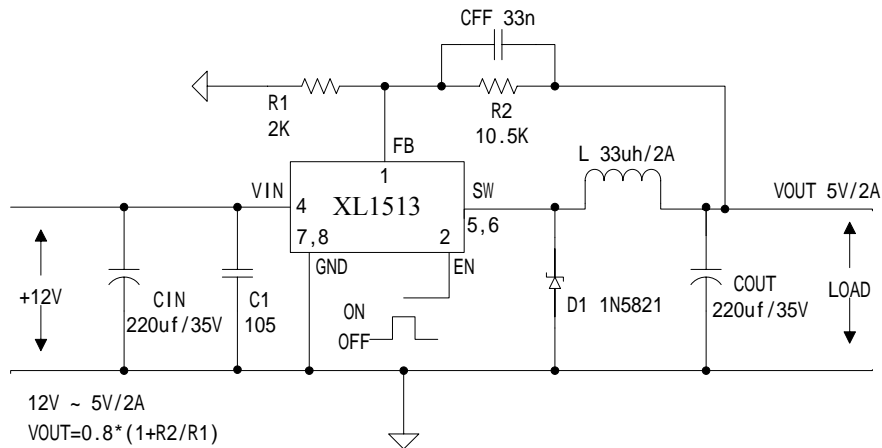 CFF 33n
R1
2K
R2
10.5K
FB
1
L 33uh/2A
VIN
SW
VOUT 5V/2A
4
XL1513
5,6
7,8
2
GND
EN
+12V
CIN
220uf/35V
C1
105
ON
OFF
D1 1N5821
COUT
220uf/35V
LOAD
12V ~ 5V/2A
VOUT=0.8*(1+R2/R1)